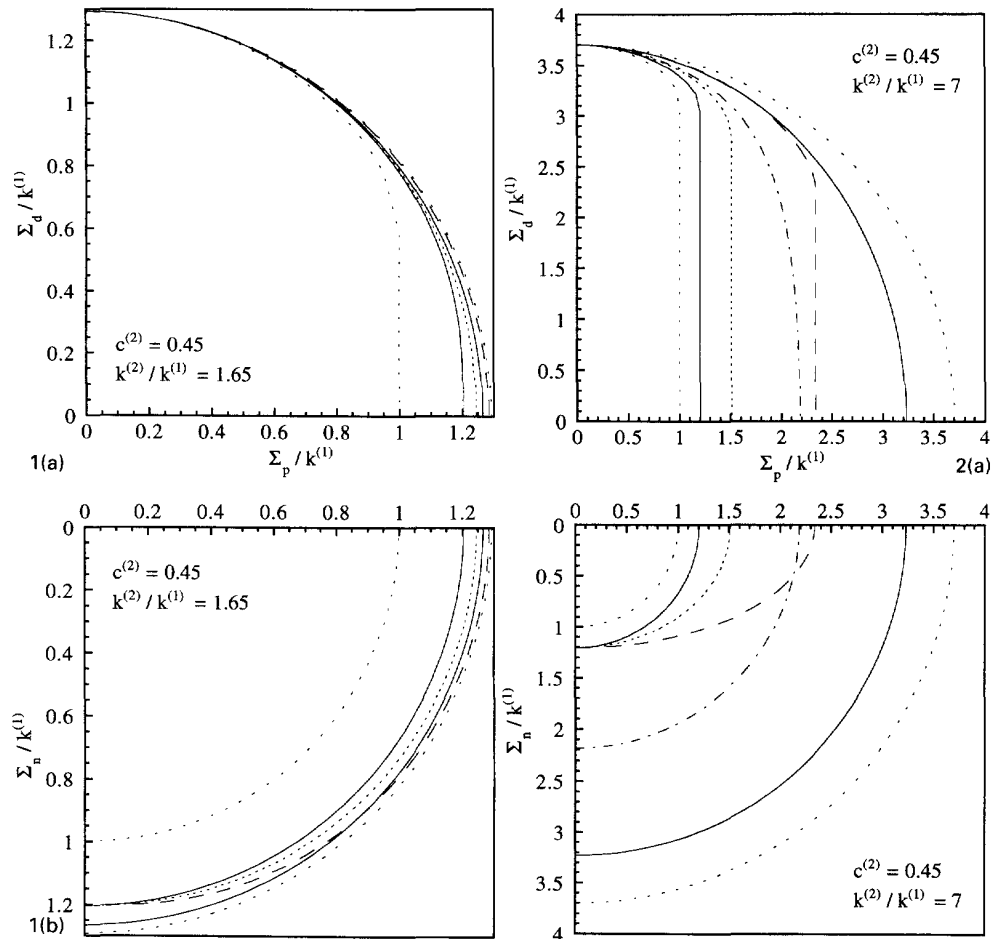 1.2
1
0.8
0.6
0.4
0.2
0
Σ_d / k^(1)
c^(2) = 0.45
k^(2) / k^(1) = 1.65
0 0.2 0.4 0.6 0.8 1 1.2
Σ_p / k^(1)
1(a)
4
3.5
3
2.5
2
1.5
1
0.5
0
Σ_d / k^(1)
c^(2) = 0.45
k^(2) / k^(1) = 7
0 0.5 1 1.5 2 2.5 3 3.5 4
Σ_p / k^(1)
2(a)
0 0.2 0.4 0.6 0.8 1 1.2
0
0.2
0.4
0.6
0.8
1
1.2
Σ_n / k^(1)
c^(2) = 0.45
k^(2) / k^(1) = 1.65
1(b)
0 0.5 1 1.5 2 2.5 3 3.5 4
0
0.5
1
1.5
2
2.5
3
3.5
4
Σ_n / k^(1)
c^(2) = 0.45
k^(2) / k^(1) = 7